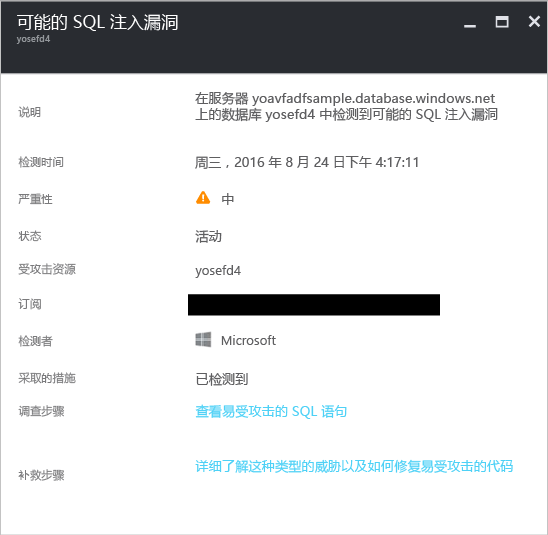 可能的 SQL 注入漏洞
yosefd4
说明
在服务器 yoavfadfsample.database.windows.net
上的数据库 yosefd4 中检测到可能的 SQL 注入漏洞
检测时间
周三，2016 年 8 月 24 日下午 4:17:11
严重性
中
状态
活动
受攻击资源
yosefd4
订阅
检测者
Microsoft
采取的措施
已检测到
调查步骤
查看易受攻击的 SQL 语句
补救步骤
详细了解这种类型的威胁以及如何修复易受攻击的代码